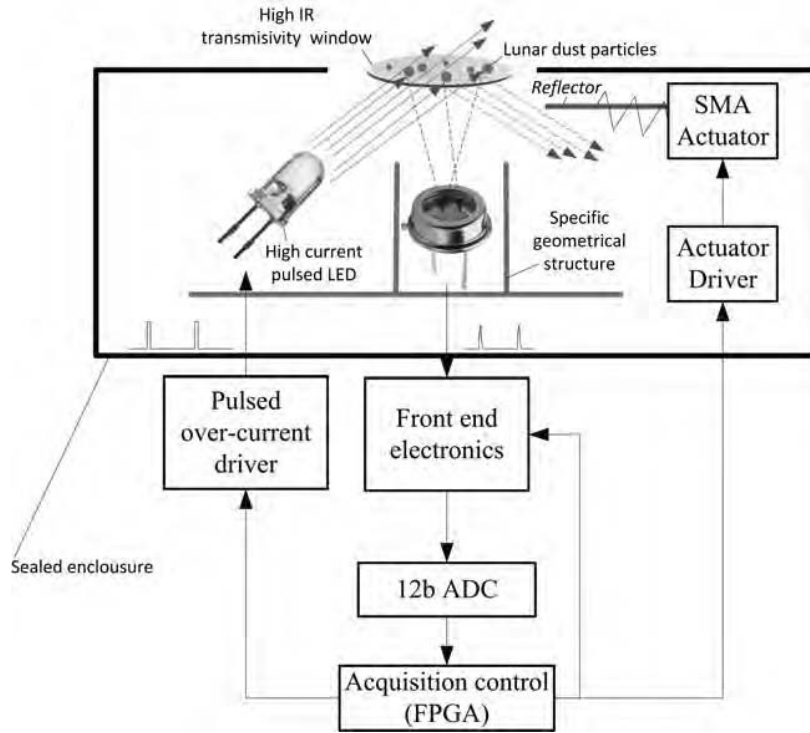 High IR
transmisivity window
Lunar dust particles
Reflector
SMA
Actuator
High current
pulsed LED
Specific
geometrical
structure
Actuator
Driver
Pulsed
over-current
driver
Front end
electronics
Sealed enclousure
12b ADC
Acquisition control
(FPGA)